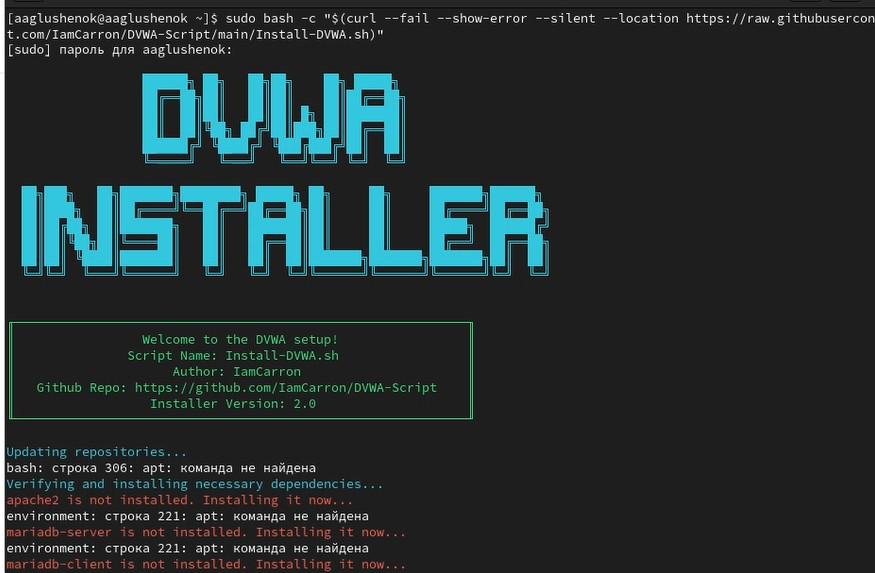 [aaglushenok@aaglushenok ~]$ sudo bash -c "$(curl --fail --show-error --silent --location https://raw.githubusercon
t.com/IamCarron/DVWA-Script/main/Install-DVWA.sh)"
[sudo] пароль для aaglushenok:
DVWA
INSTALLER
Welcome to the DVWA setup!
Script Name: Install-DVWA.sh
Author: IamCarron
Github Repo: https://github.com/IamCarron/DVWA-Script
Installer Version: 2.0
Updating repositories...
bash: строка 306: apt: команда не найдена
Verifying and installing necessary dependencies...
apache2 is not installed. Installing it now...
environment: строка 221: apt: команда не найдена
mariadb-server is not installed. Installing it now...
environment: строка 221: apt: команда не найдена
mariadb-client is not installed. Installing it now...